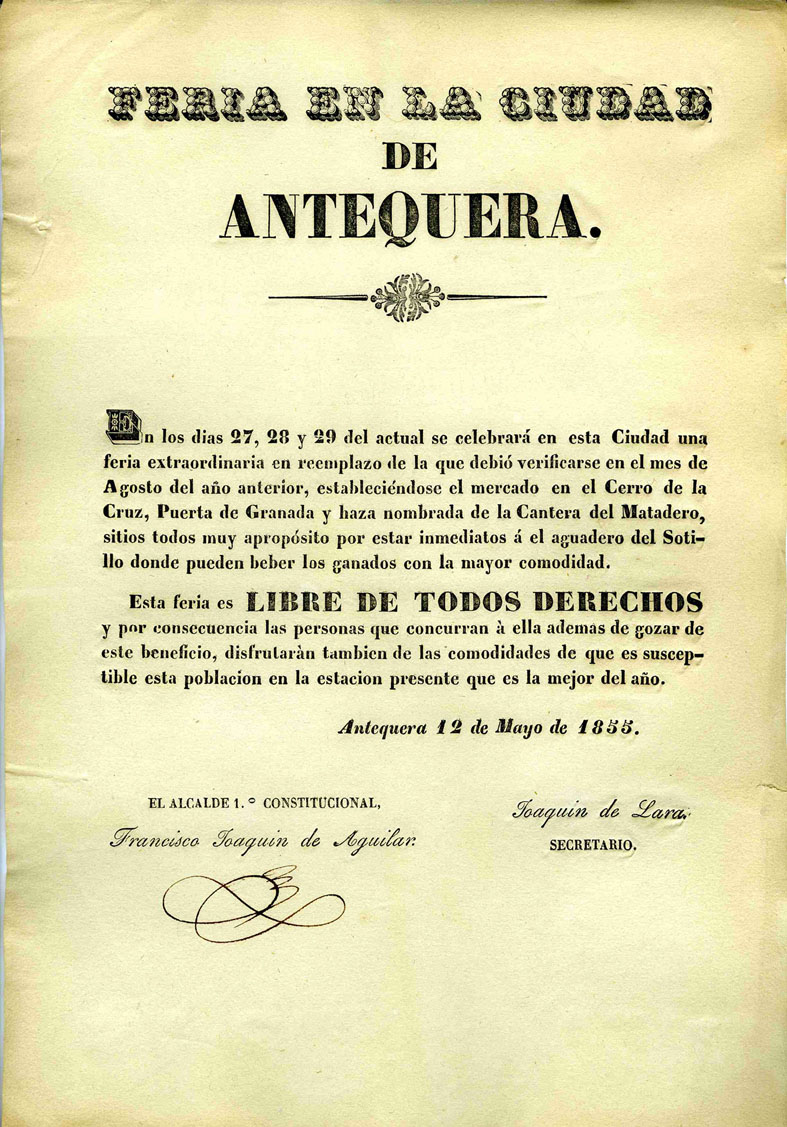 FERIA EN LA CIUDAD
DE
ANTEQUERA.
En los dias 27, 28 y 29 del actual se celebrará en esta Ciudad una
feria extraordinaria en reemplazo de la que debió verificarse en el mes de
Agosto del año anterior, estableciéndose el mercado en el Cerro de la
Cruz, Puerta de Granada y haza nombrada de la Cantera del Matadero,
sitios todos muy apropósito por estar inmediatos á el aguadero del Soti-
llo donde pueden beber los ganados con la mayor comodidad.
Esta feria es LIBRE DE TODOS DERECHOS
y por consecuencia las personas que concurran à ella ademas de gozar de
este beneficio, disfrutaràn tambien de las comodidades de que es suscep-
tible esta poblacion en la estacion presente que es la mejor del año.
Antequera 12 de Mayo de 1855.
EL ALCALDE 1.º CONSTITUCIONAL,
Francisco Joaquin de Aguilar.
Joaquin de Lara.
SECRETARIO.